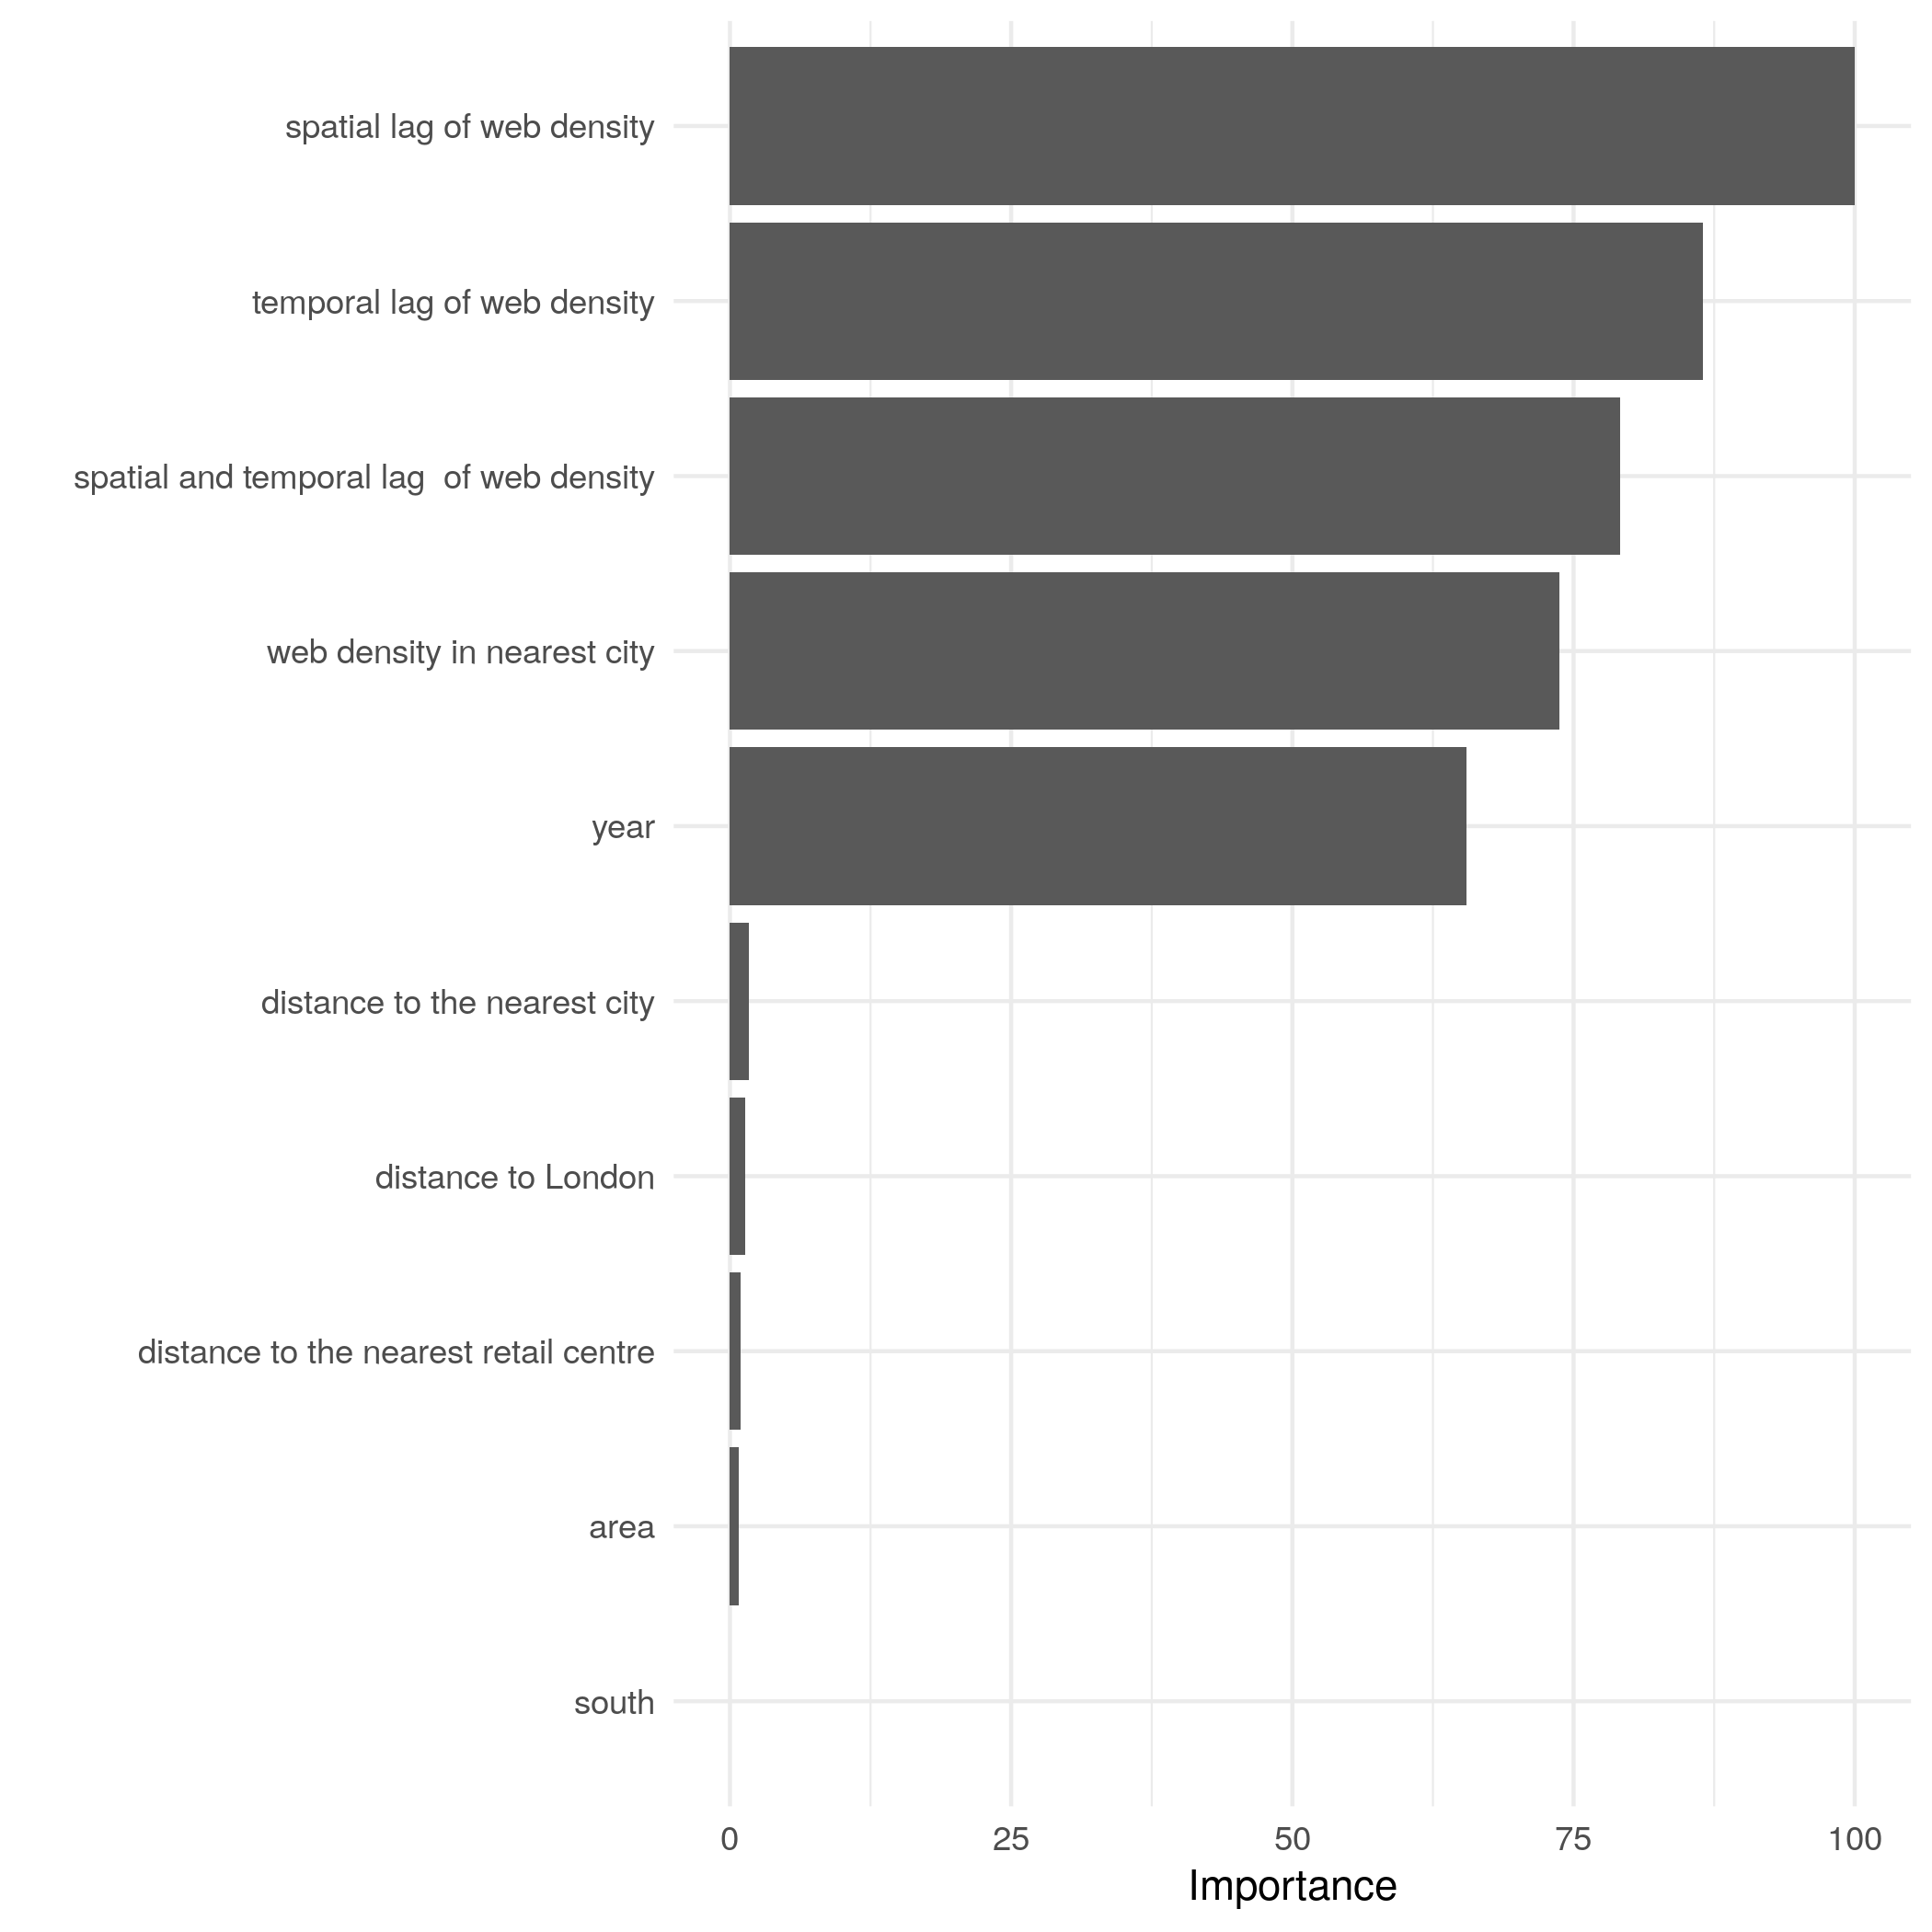 spatial lag of web density
temporal lag of web density
spatial and temporal lag  of web density
web density in nearest city
year
distance to the nearest city
distance to London
distance to the nearest retail centre
area
south
0 25 50 75 100
Importance